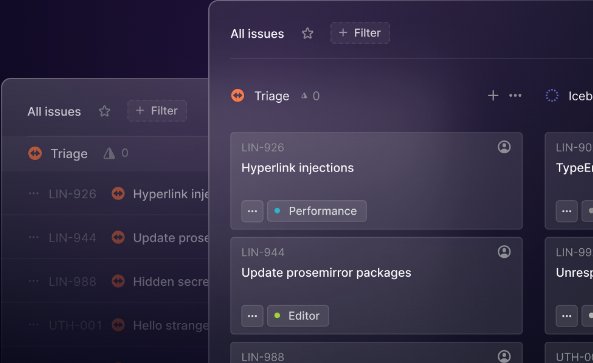 All issues
+ Filter
Triage
0
LIN-926
Hyperlink inje
LIN-944
Update prose
LIN-988
Hidden secre
UTH-001
Hello strange
All issues
+ Filter
Triage
0
LIN-926
Hyperlink injections
Performance
LIN-944
Update prosemirror packages
Editor
LIN-988
Iceb
LIN-90
TypeEr
LIN-99
Unresp
UTH-00